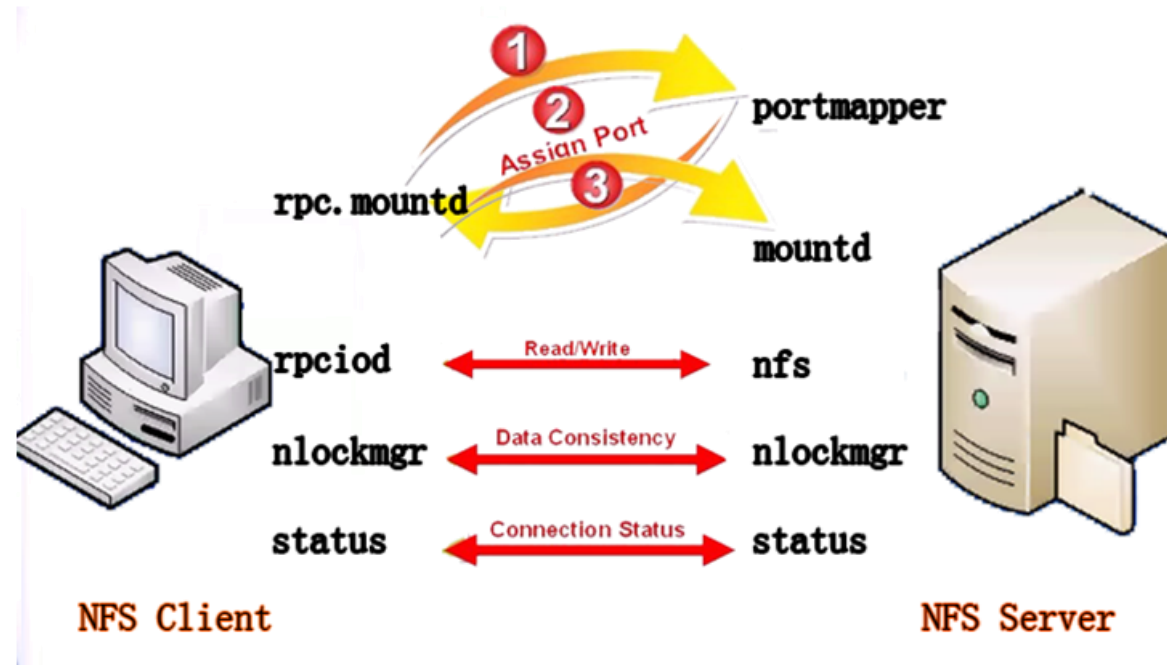 1
2
portmapper
Assian Port
3
rpc.mountd
mountd
rpciod
Read/Write
nfs
nlockmgr
Data Consistency
nlockmgr
status
Connection Status
status
NFS Client
NFS Server